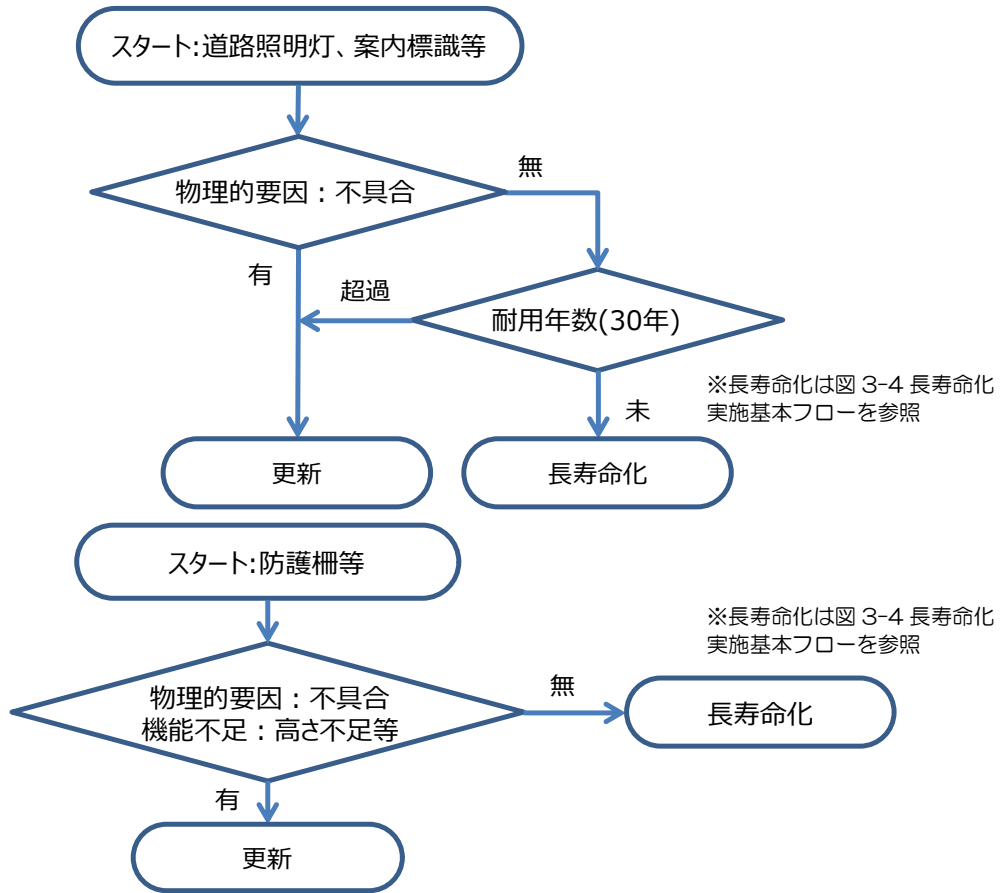 スタート:道路照明灯、案内標識等
物理的要因：不具合
無
有
超過
耐用年数(30年)
※長寿命化は図 3-4 長寿命化
実施基本フローを参照
未
更新
長寿命化
スタート:防護柵等
※長寿命化は図 3-4 長寿命化
実施基本フローを参照
物理的要因：不具合
機能不足：高さ不足等
無
長寿命化
有
更新